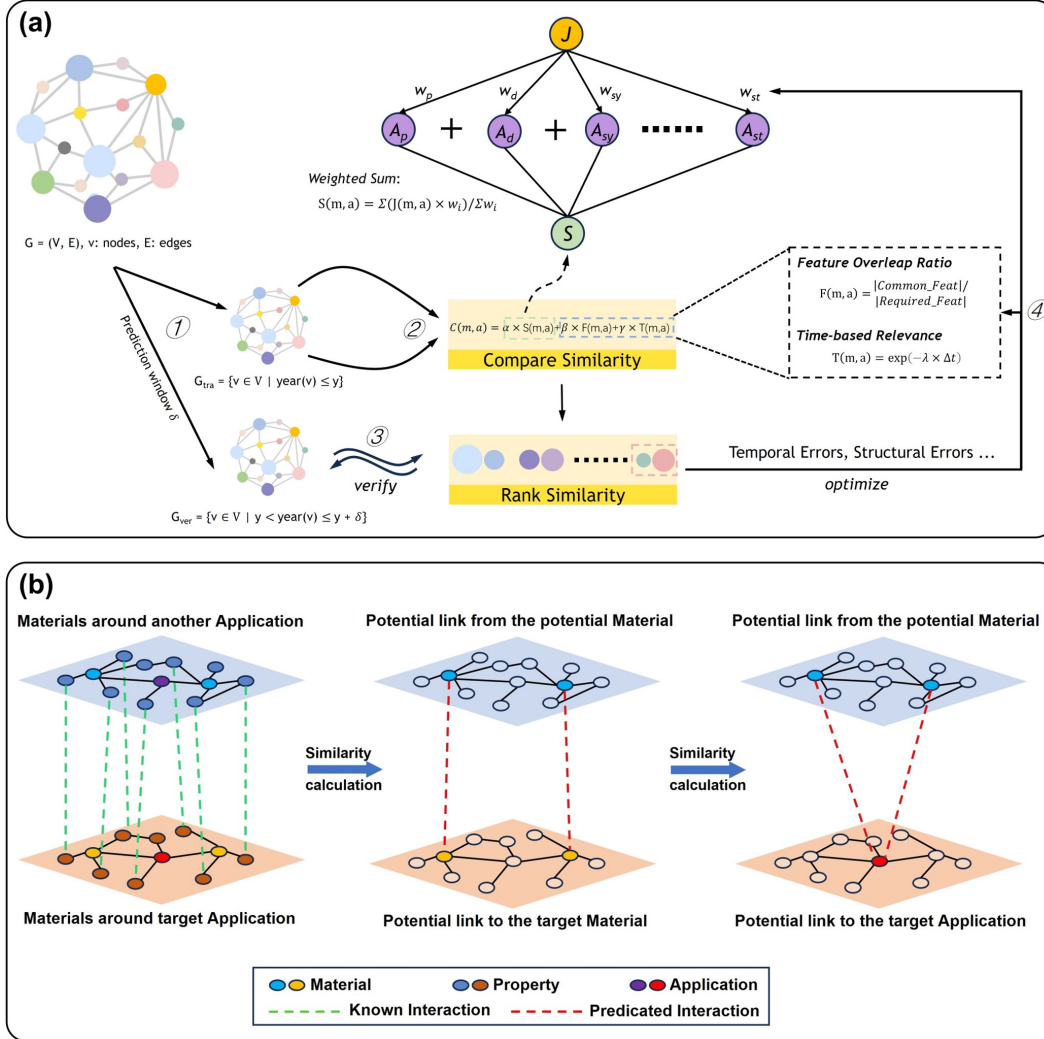 (a)
J
w_p
w_d
w_sy
w_st
A_p + A_d + A_sy ...... A_st
Weighted Sum:
S(m, a) = Σ(J(m, a) × w_i)/Σw_i
S
G = (V, E), v: nodes, E: edges
Feature Overleap Ratio
F(m, a) = |Common_Feat|/
|Required_Feat|
Time-based Relevance
T(m, a) = exp(−λ × Δt)
④
①
②
Prediction window δ
C(m, a) = α × S(m,a)+β × F(m,a)+γ × T(m,a)
Compare Similarity
G_tra = {v ∈ V | year(v) ≤ y}
③
verify
Rank Similarity
Temporal Errors, Structural Errors ...
optimize
G_ver = {v ∈ V | y < year(v) ≤ y + δ}
(b)
Materials around another Application
Potential link from the potential Material
Potential link from the potential Material
Similarity
calculation
Similarity
calculation
Materials around target Application
Potential link to the target Material
Potential link to the target Application
Material
Property
Application
Known Interaction
Predicated Interaction